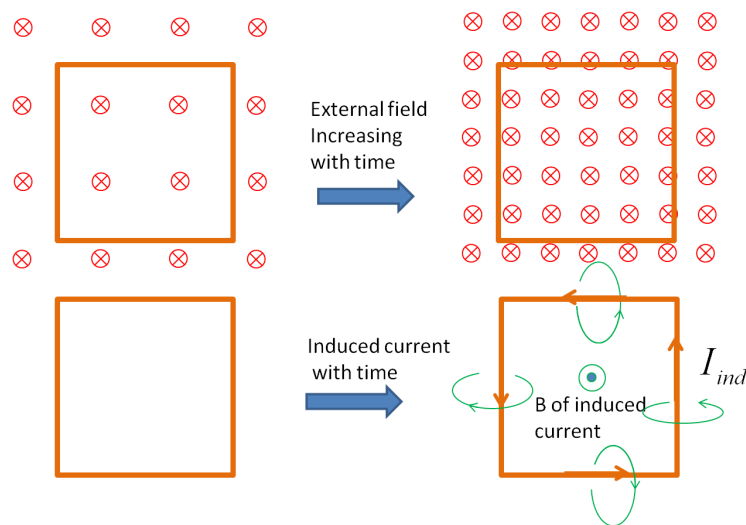 External field
Increasing
with time
Induced current
with time
I ind
B of induced
current